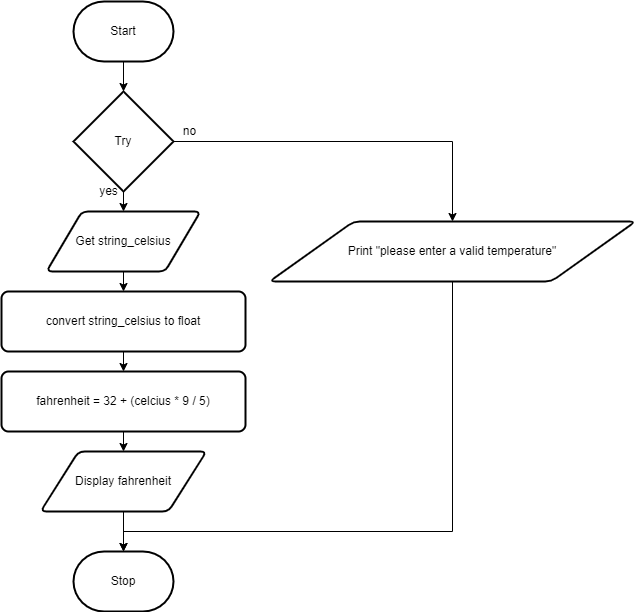 Start
Try
no
yes
Get string_celsius
Print "please enter a valid temperature"
convert string_celsius to float
fahrenheit = 32 + (celcius * 9 / 5)
Display fahrenheit
Stop